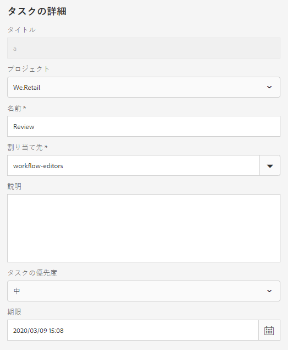 タスクの詳細
タイトル
プロジェクト
We.Retail
名前 *
Review
割り当て先 *
workflow-editors
説明
タスクの優先度
中
期限
2020/03/09 15:08